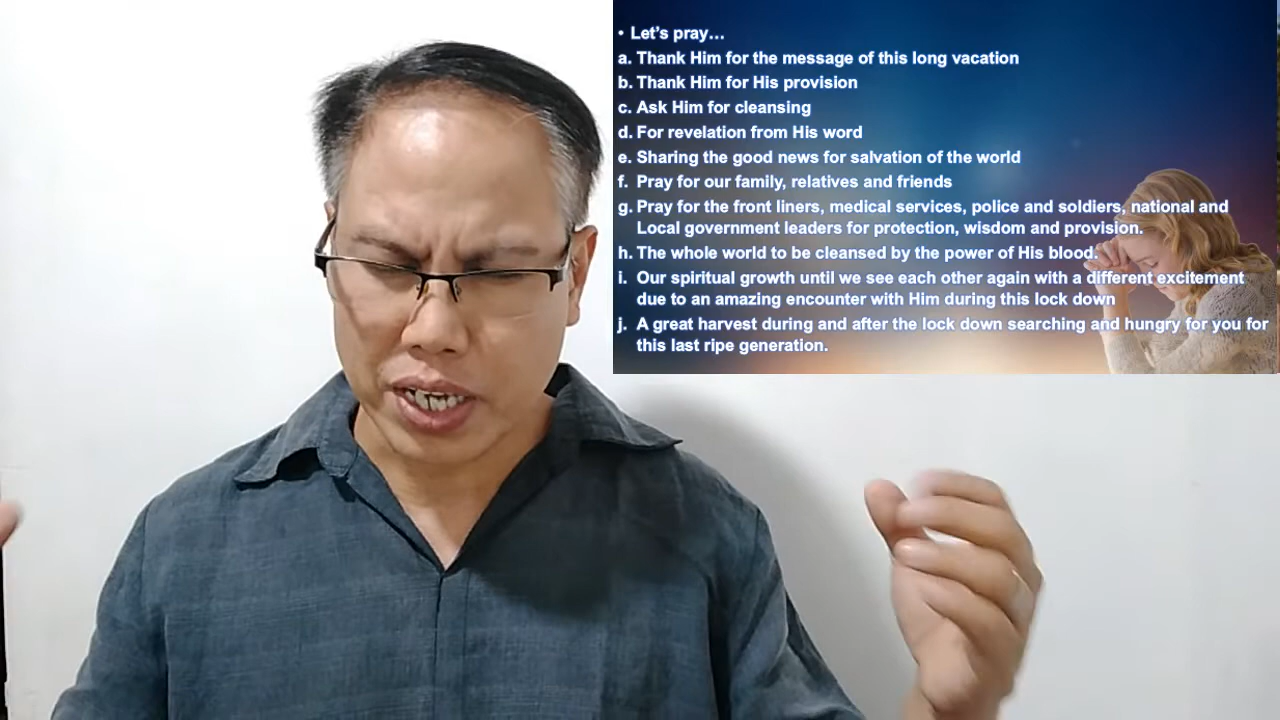 • Let's pray...
a. Thank Him for the message of this long vacation
b. Thank Him for His provision
c. Ask Him for cleansing
d. For revelation from His word
e. Sharing the good news for salvation of the world
f. Pray for our family, relatives and friends
g. Pray for the front liners, medical services, police and soldiers, national and
Local government leaders for protection, wisdom and provision.
h. The whole world to be cleansed by the power of His blood.
i. Our spiritual growth until we see each other again with a different excitement
due to an amazing encounter with Him during this lock down
j. A great harvest during and after the lock down searching and hungry for you for
this last ripe generation.